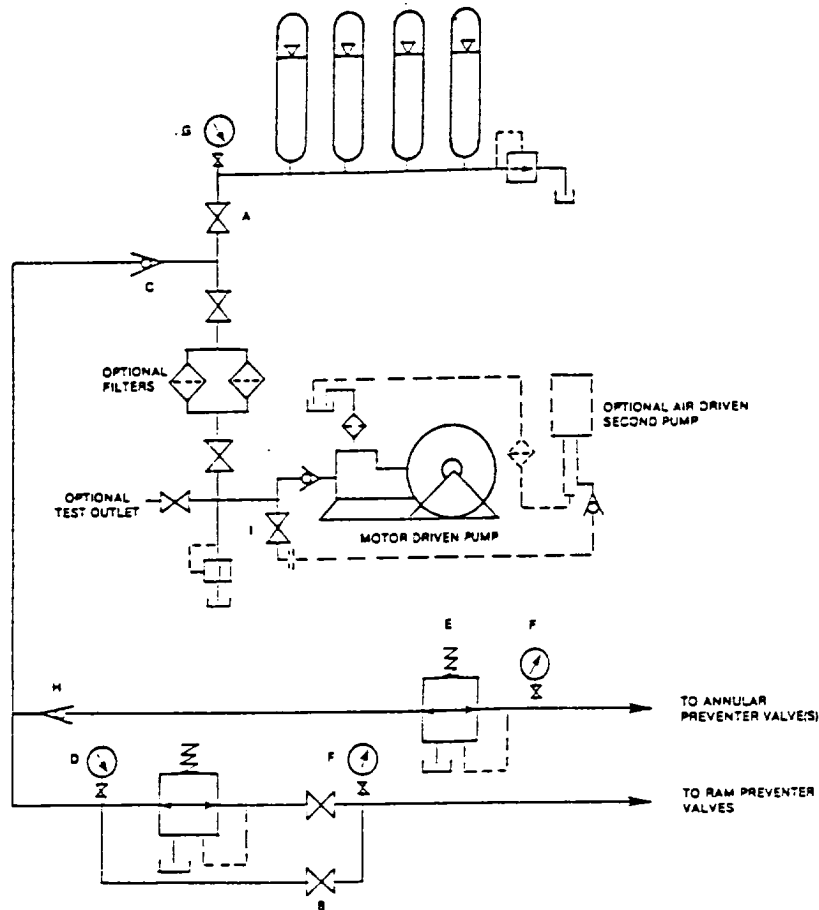 G
A
C
OPTIONAL
FILTERS
OPTIONAL AIR DRIVEN
SECOND PUMP
OPTIONAL
TEST OUTLET
I
MOTOR DRIVEN PUMP
E
F
H
TO ANNULAR
PREVENTER VALVE(S)
D
F
TO RAM PREVENTER
VALVES
B